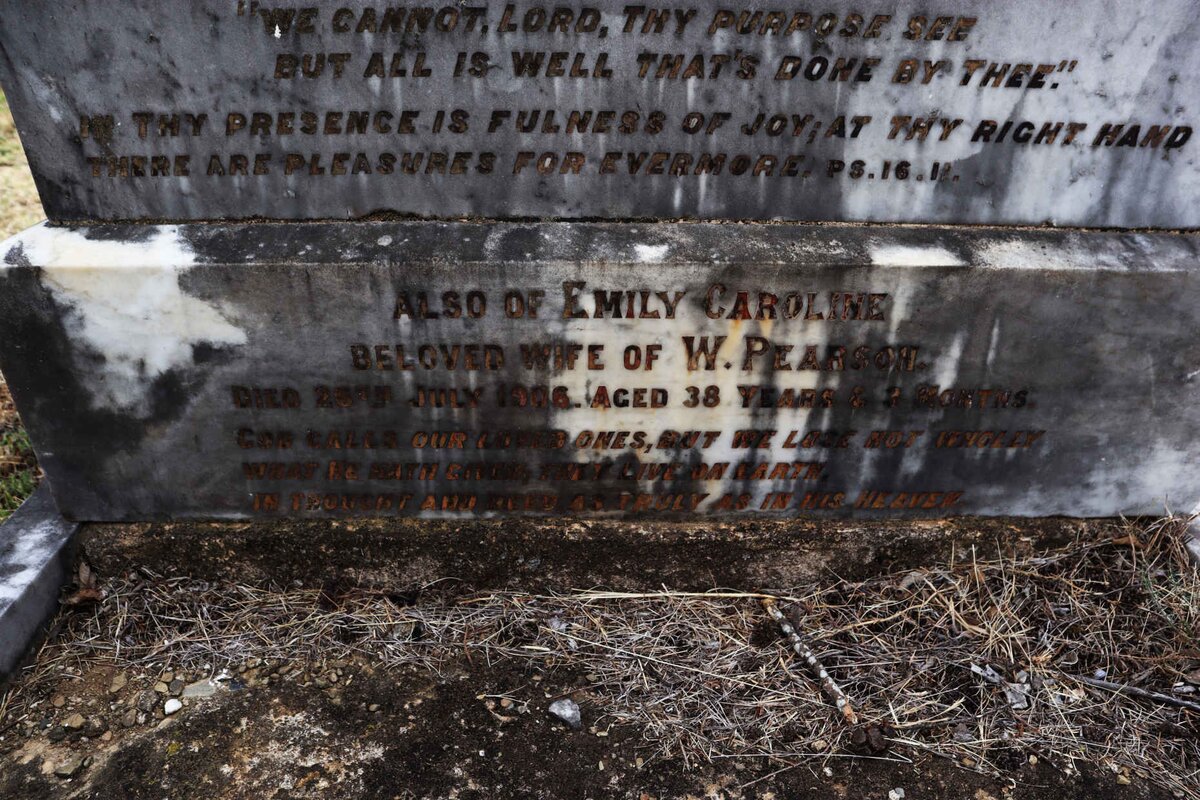 "WE CANNOT, LORD, THY PURPOSE SEE
BUT ALL IS WELL THAT'S DONE BY THEE."
IN THY PRESENCE IS FULNESS OF JOY; AT THY RIGHT HAND
THERE ARE PLEASURES FOR EVERMORE. PS.16.11.
ALSO OF EMILY CAROLINE
BELOVED WIFE OF W. PEARSON.
DIED JULY 1906. AGED 38 YEARS & 3 MONTHS.
GOD CALLS OUR LOVED ONES, BUT WE LOSE NOT WHOLLY
WHAT HE HATH GIVEN; THEY LIVE ON EARTH,
IN THOUGHT AND DEED AS TRULY AS IN HIS HEAVEN